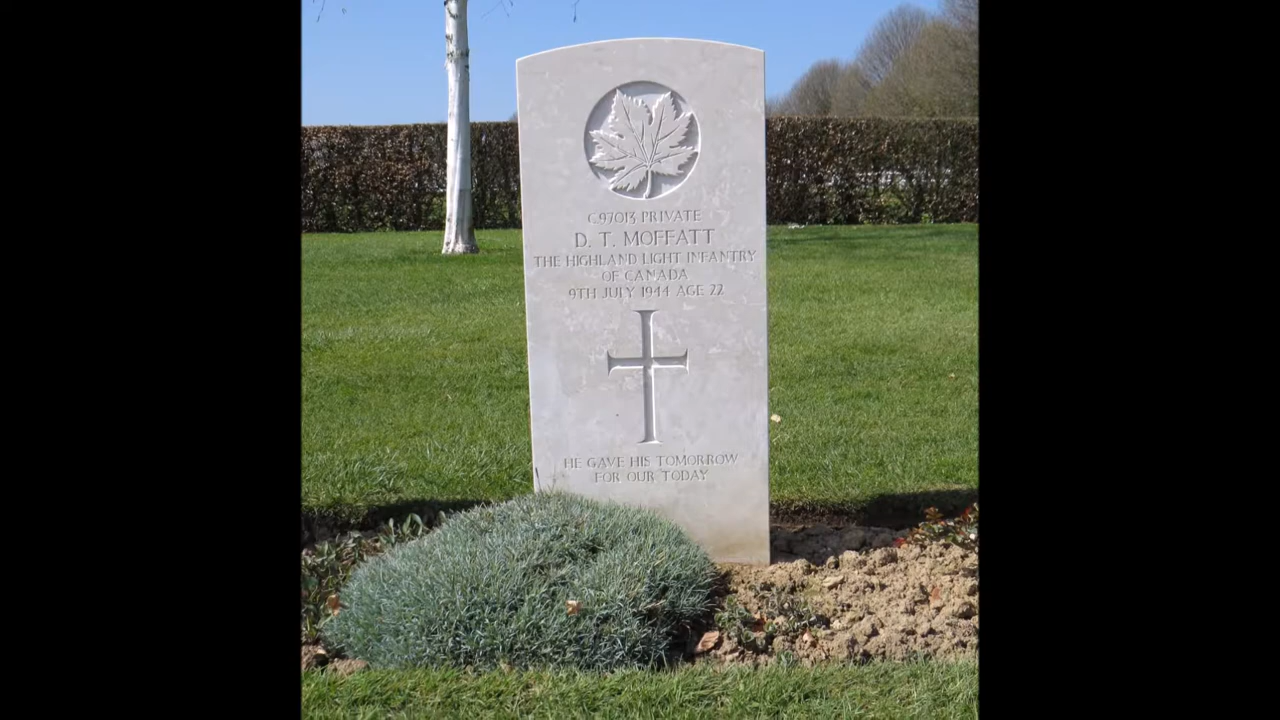 C.97013 PRIVATE
D. T. MOFFATT
THE HIGHLAND LIGHT INFANTRY
OF CANADA
9TH JULY 1944 AGE 22
HE GAVE HIS TOMORROW
FOR OUR TODAY